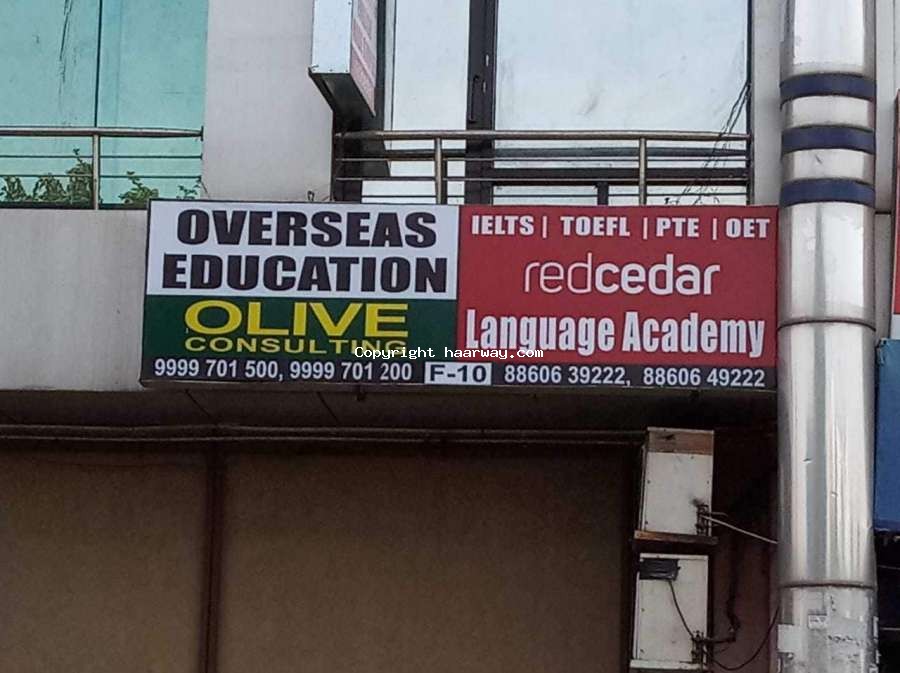 OVERSEAS
EDUCATION
OLIVE
CONSULTING
9999 701 500, 9999 701 200
F-10
IELTS | TOEFL | PTE | OET
redcedar
Language Academy
88606 39222, 88606 49222
Copyright haarway.com